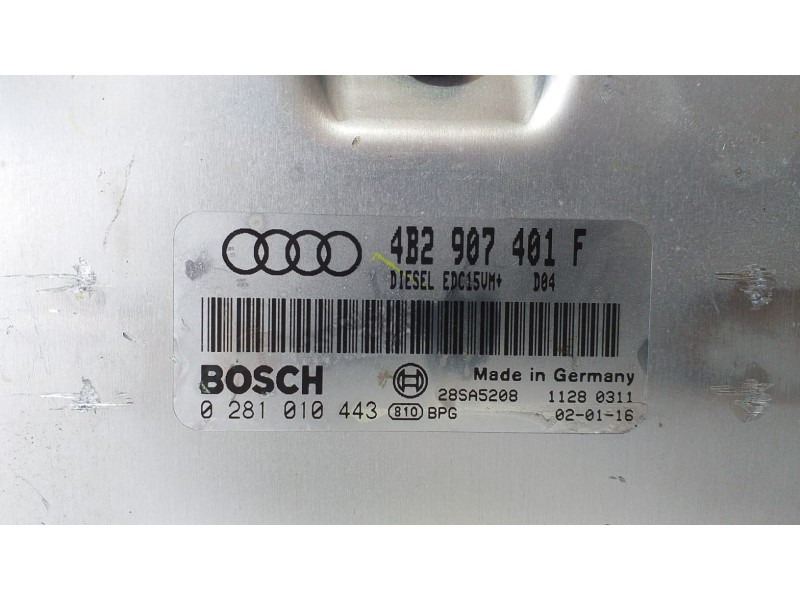 4B2 907 401 F
DIESEL EDC15VM+ D04
BOSCH
Made in Germany
28SA5208 1128 0311
0 281 010 443 810 BPG 02-01-16